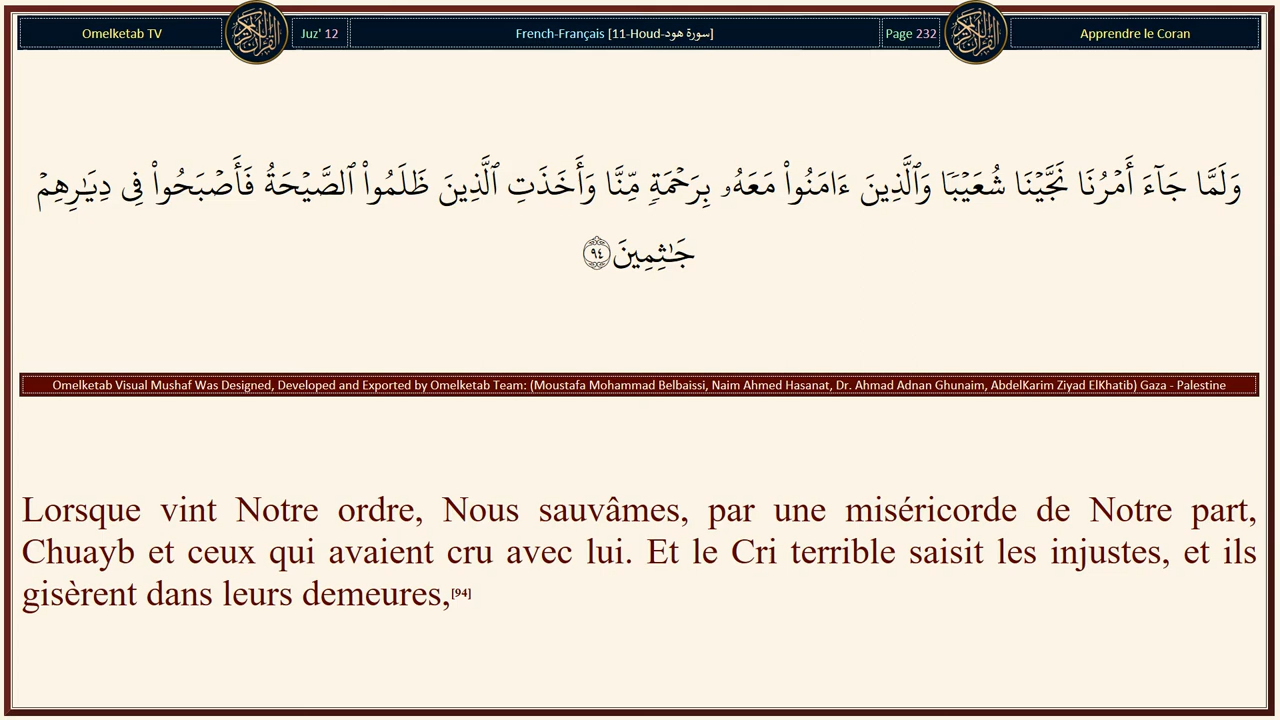 Omelketab TV
Juz' 12
French-Français [11-Houd-سورة هود]
Page 232
Apprendre le Coran
وَلَمَّا جَآءَ أَمْرُنَا نَجَّيْنَا شُعَيْبًا وَٱلَّذِينَ ءَامَنُوا۟ مَعَهُۥ بِرَحْمَةٍ مِّنَّا وَأَخَذَتِ ٱلَّذِينَ ظَلَمُوا۟ ٱلصَّيْحَةُ فَأَصْبَحُوا۟ فِى دِيَـٰرِهِمْ
جَـٰثِمِينَ ٩٤
Omelketab Visual Mushaf Was Designed, Developed and Exported by Omelketab Team: (Moustafa Mohammad Belbaissi, Naim Ahmed Hasanat, Dr. Ahmad Adnan Ghunaim, AbdelKarim Ziyad ElKhatib) Gaza - Palestine
Lorsque vint Notre ordre, Nous sauvâmes, par une miséricorde de Notre part,
Chuayb et ceux qui avaient cru avec lui. Et le Cri terrible saisit les injustes, et ils
gisèrent dans leurs demeures,[94]